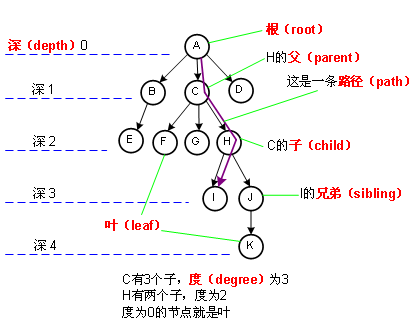 根（root）
深（depth）0
A
H的父（parent）
这是一条路径（path）
深1
B
C
D
深2
E
F
G
H
C的子（child）
深3
I
J
I的兄弟（sibling）
叶（leaf）
深4
K
C有3个子，度（degree）为3
H有两个子，度为2
度为0的节点就是叶